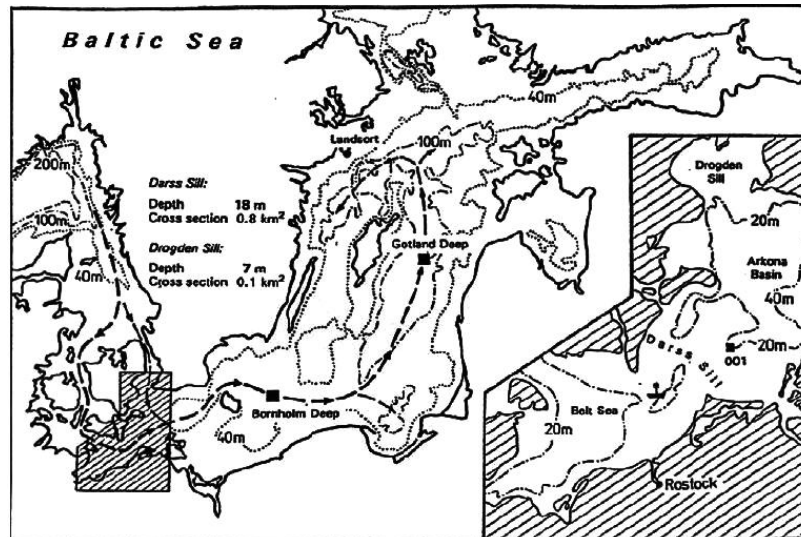 Baltic Sea
200m
100m
40m
Darss Sill:
Depth 18 m
Cross section 0.8 km²
Drogden Sill:
Depth 7 m
Cross section 0.1 km²
Landsort
100m
40m
Gotland Deep
Bornholm Deep
40m
Drogden
Sill
20m
Arkona
Basin
40m
Darss Sill
001
20m
Belt Sea
20m
Rostock